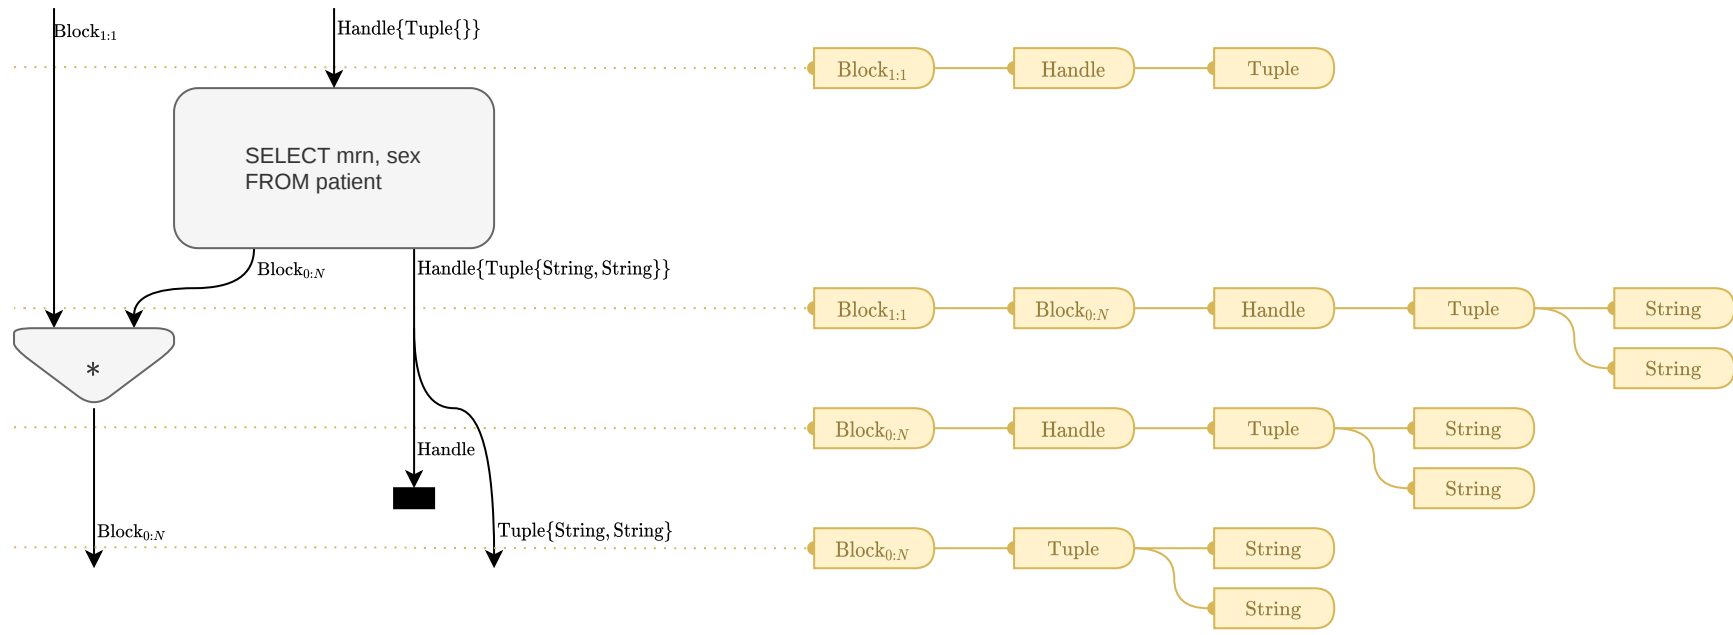 Block1:1
Handle{Tuple{}}
Block1:1 Handle Tuple
SELECT mrn, sex
FROM patient
Block0:N
Handle{Tuple{String, String}}
Block1:1 Block0:N Handle Tuple String
String
*
Block0:N Handle Tuple String
Handle
String
Block0:N
Tuple{String, String}
Block0:N Tuple String
String